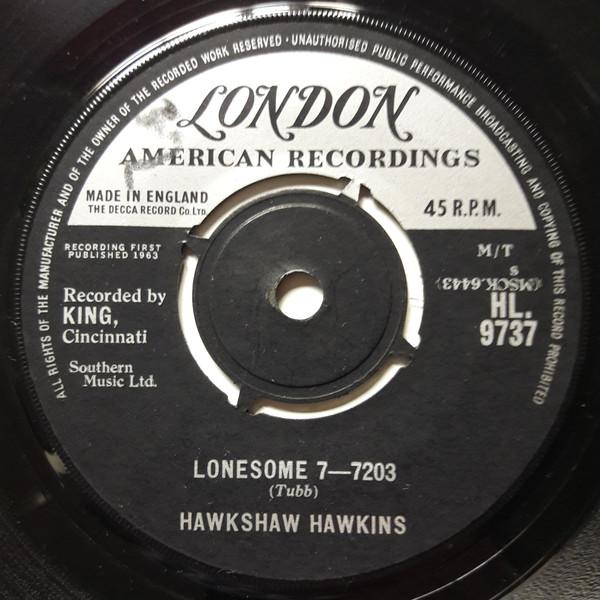 ALL RIGHTS OF THE MANUFACTURER AND OF THE OWNER OF THE RECORDED WORK RESERVED · UNAUTHORISED PUBLIC PERFORMANCE BROADCASTING AND COPYING OF THIS RECORD PROHIBITED
LONDON
AMERICAN RECORDINGS
MADE IN ENGLAND
THE DECCA RECORD Co. Ltd.
45 R.P.M.
RECORDING FIRST
PUBLISHED 1963
M/T
S
(MSCK.6443)
Recorded by
KING,
Cincinnati
HL.
9737
Southern
Music Ltd.
LONESOME 7—7203
(Tubb)
HAWKSHAW HAWKINS